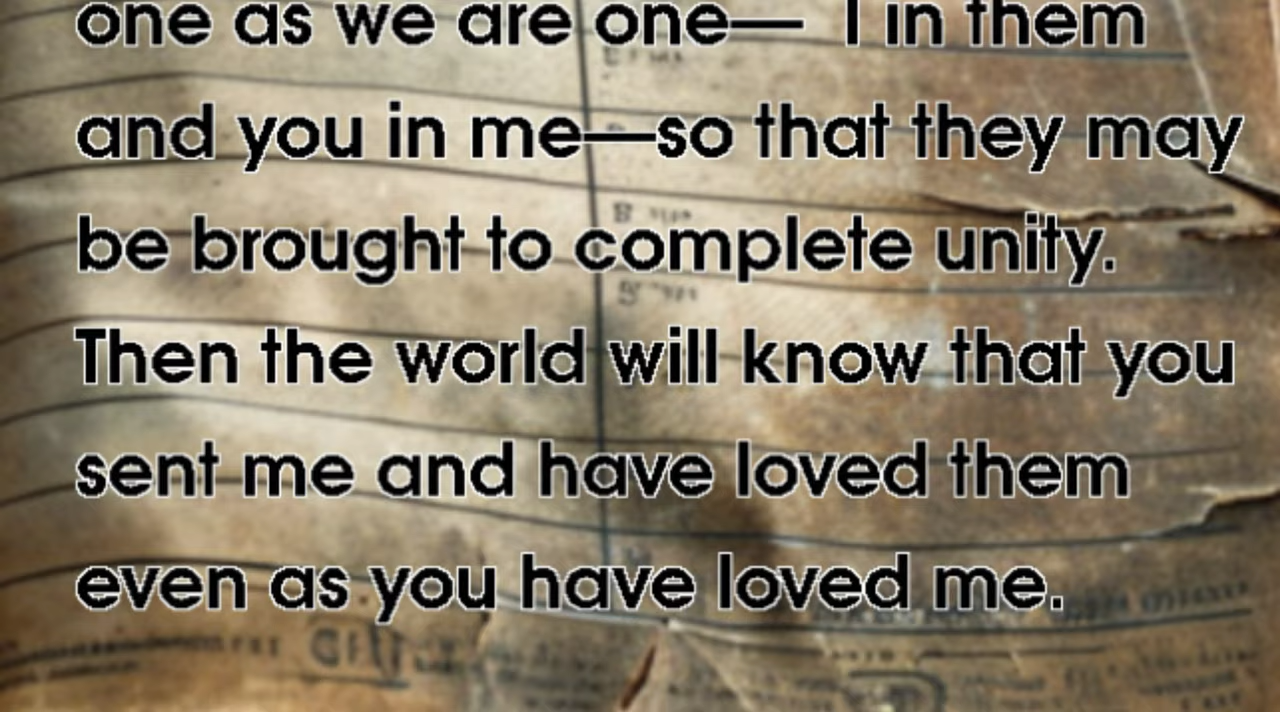 one as we are one— I in them
and you in me—so that they may
be brought to complete unity.
Then the world will know that you
sent me and have loved them
even as you have loved me.